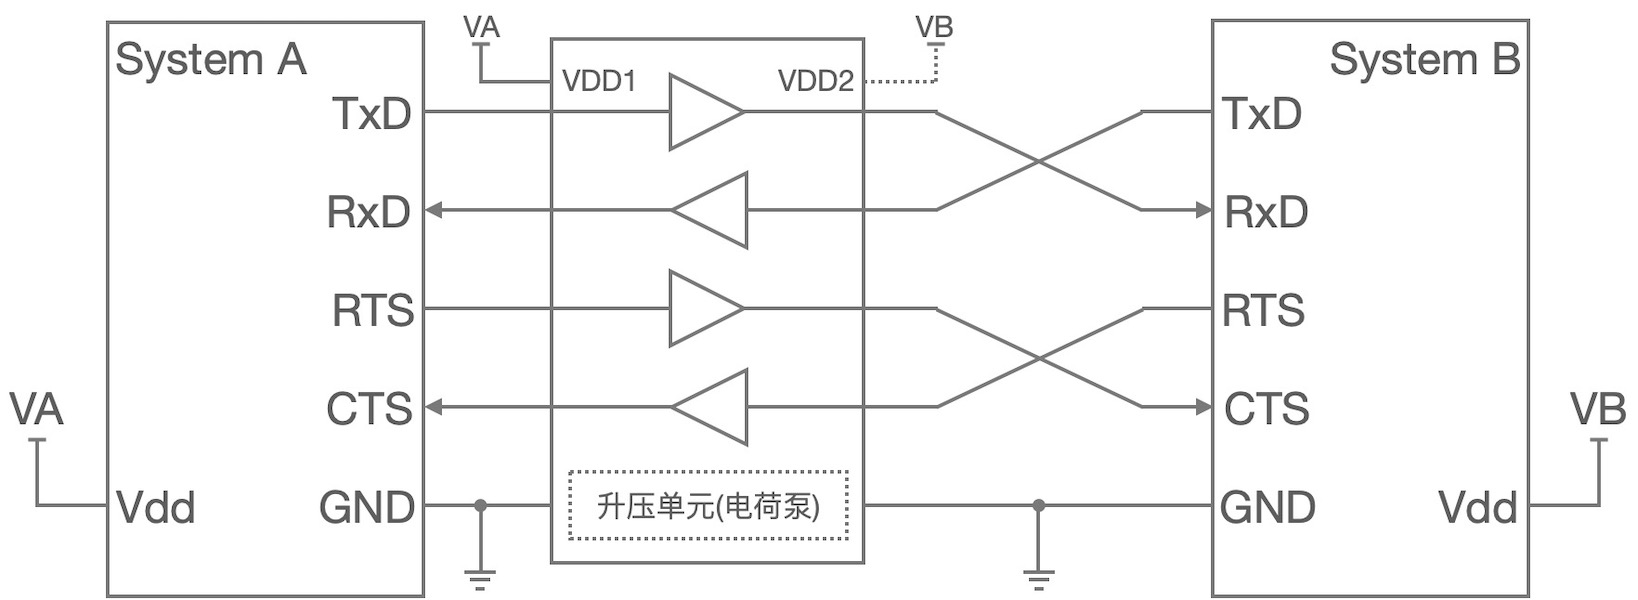 System A
VA
VB
System B
VDD1
VDD2
TxD
TxD
RxD
RxD
RTS
RTS
CTS
CTS
VA
VB
Vdd
GND
升压单元(电荷泵)
GND
Vdd